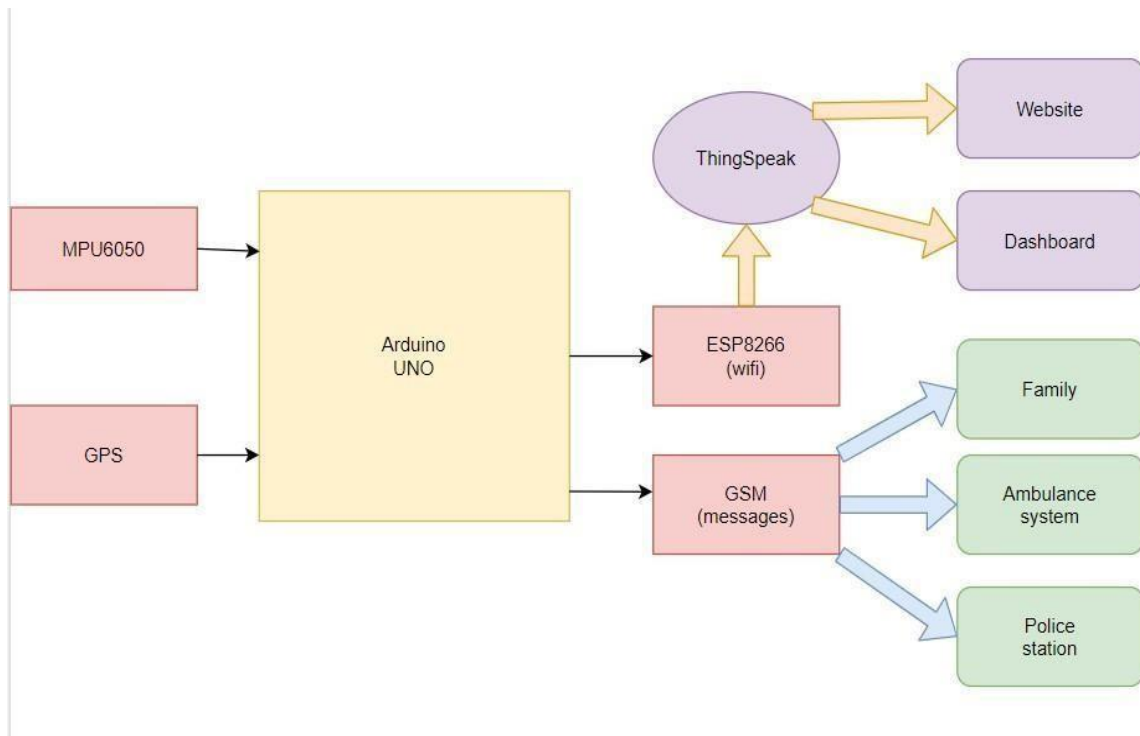 Website
ThingSpeak
Dashboard
MPU6050
Arduino
UNO
ESP8266
(wifi)
Family
GPS
GSM
(messages)
Ambulance
system
Police
station